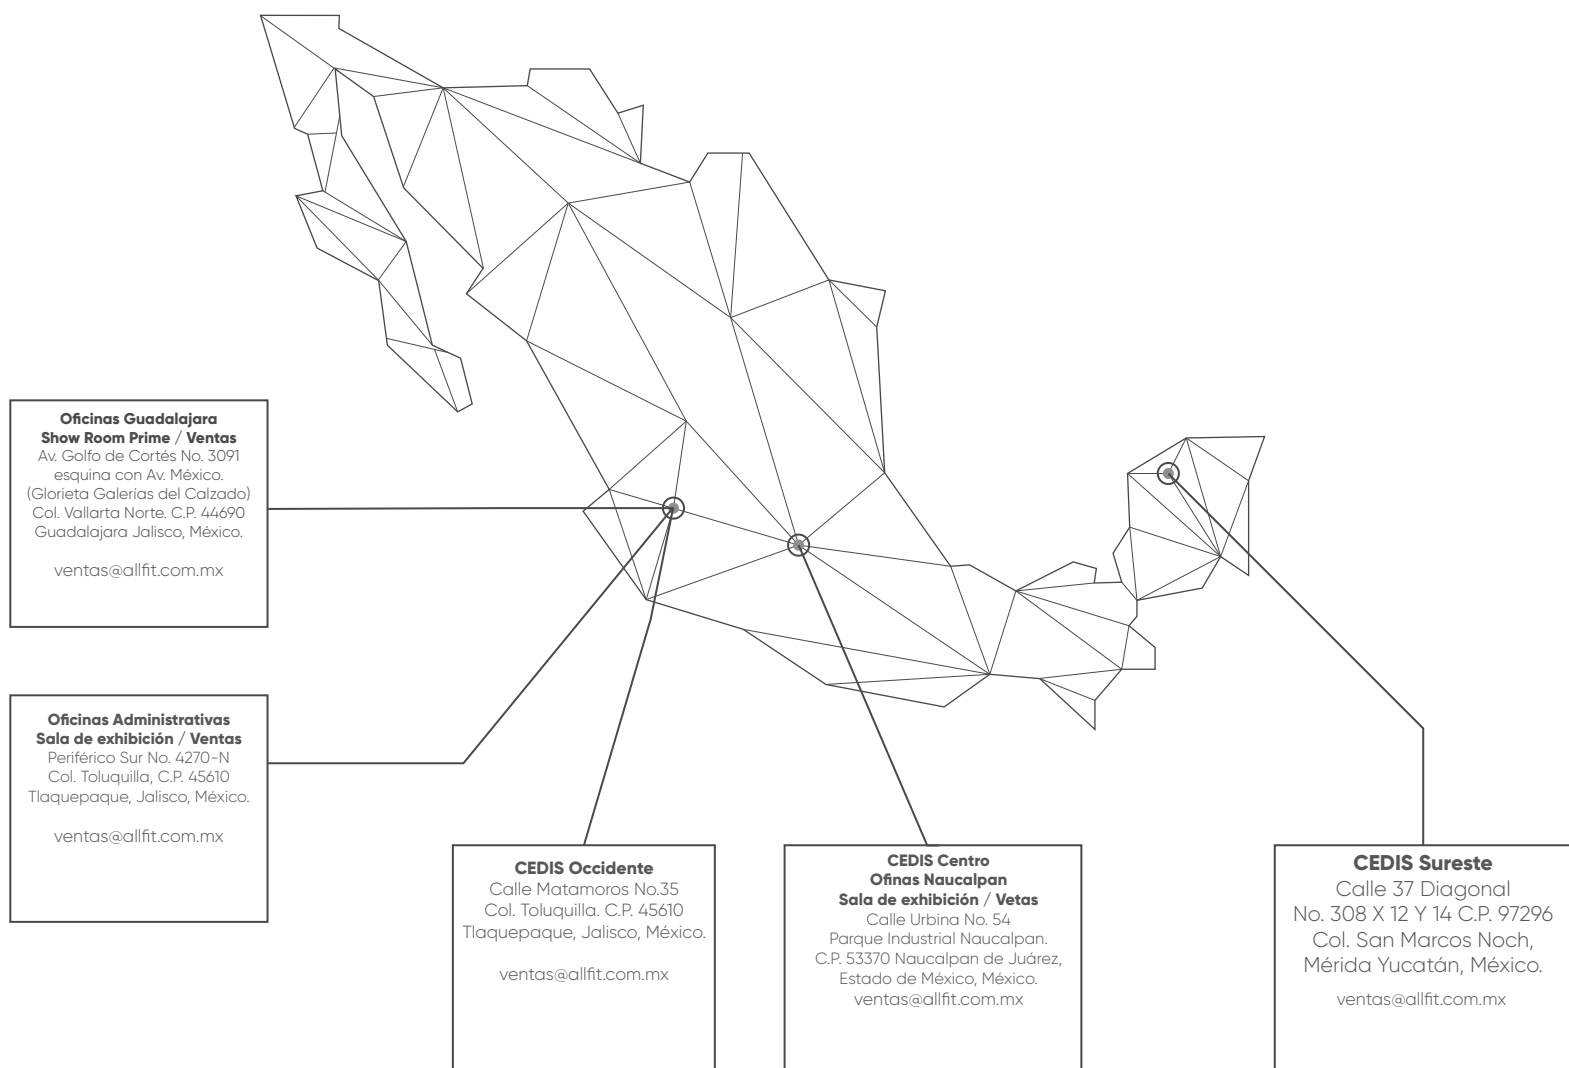 Oficinas Guadalajara
Show Room Prime / Ventas
Av. Golfo de Cortés No. 3091
esquina con Av. México.
(Glorieta Galerías del Calzado)
Col. Vallarta Norte. C.P. 44690
Guadalajara Jalisco, México.
ventas@allfit.com.mx
Oficinas Administrativas
Sala de exhibición / Ventas
Periférico Sur No. 4270-N
Col. Toluquilla, C.P. 45610
Tlaquepaque, Jalisco, México.
ventas@allfit.com.mx
CEDIS Occidente
Calle Matamoros No.35
Col. Toluquilla. C.P. 45610
Tlaquepaque, Jalisco, México.
ventas@allfit.com.mx
CEDIS Centro
Ofinas Naucalpan
Sala de exhibición / Vetas
Calle Urbina No. 54
Parque Industrial Naucalpan.
C.P. 53370 Naucalpan de Juárez,
Estado de México, México.
ventas@allfit.com.mx
CEDIS Sureste
Calle 37 Diagonal
No. 308 X 12 Y 14 C.P. 97296
Col. San Marcos Noch,
Mérida Yucatán, México.
ventas@allfit.com.mx